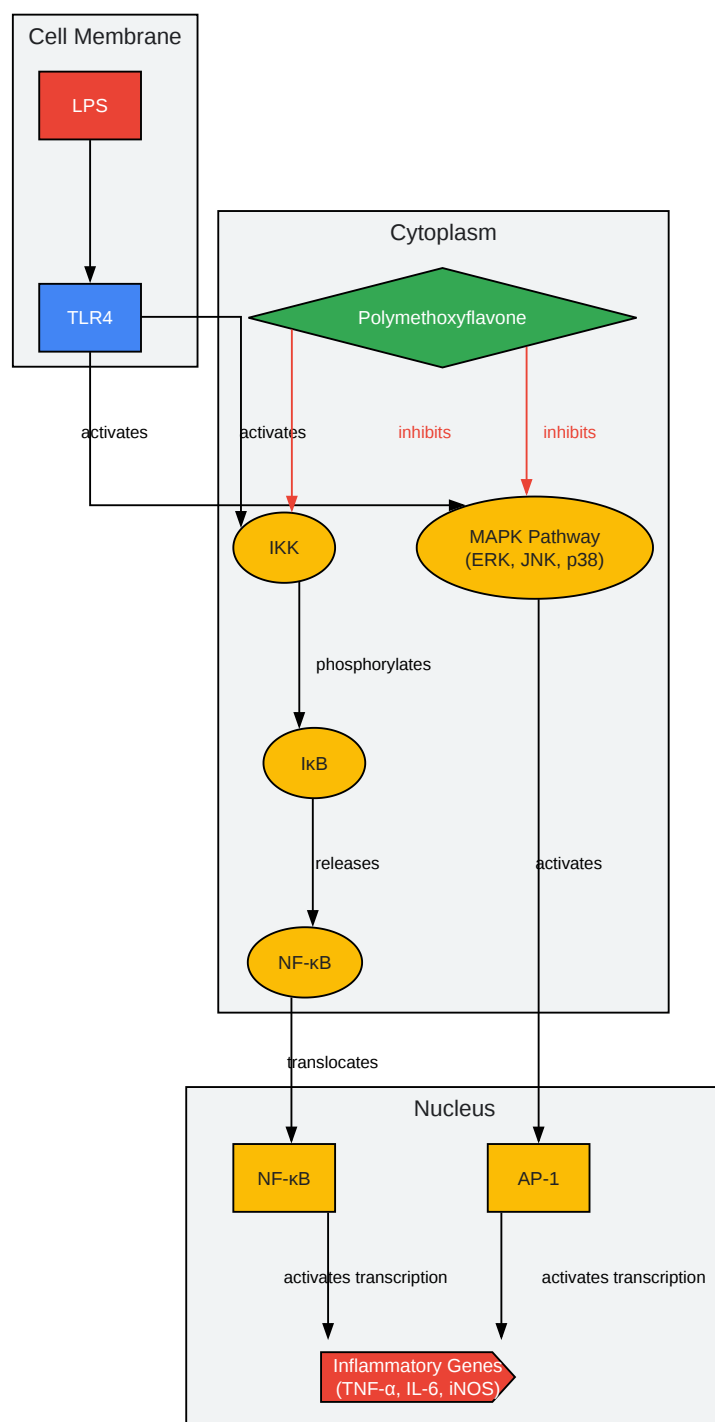 Cell Membrane
LPS
Cytoplasm
TLR4
Polymethoxyflavone
activates
activates
inhibits
inhibits
IKK
MAPK Pathway
(ERK, JNK, p38)
phosphorylates
IκB
releases
activates
NF-κB
translocates
Nucleus
NF-κB
AP-1
activates transcription
activates transcription
Inflammatory Genes
(TNF-α, IL-6, iNOS)